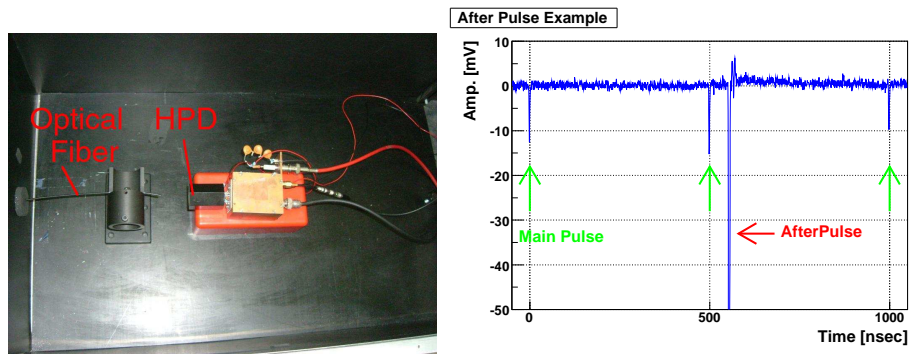 Optical HPD
Fiber
After Pulse Example
Amp. [mV]
10
0
-10
-20
-30
-40
-50
Main Pulse
AfterPulse
0 500 1000
Time [nsec]